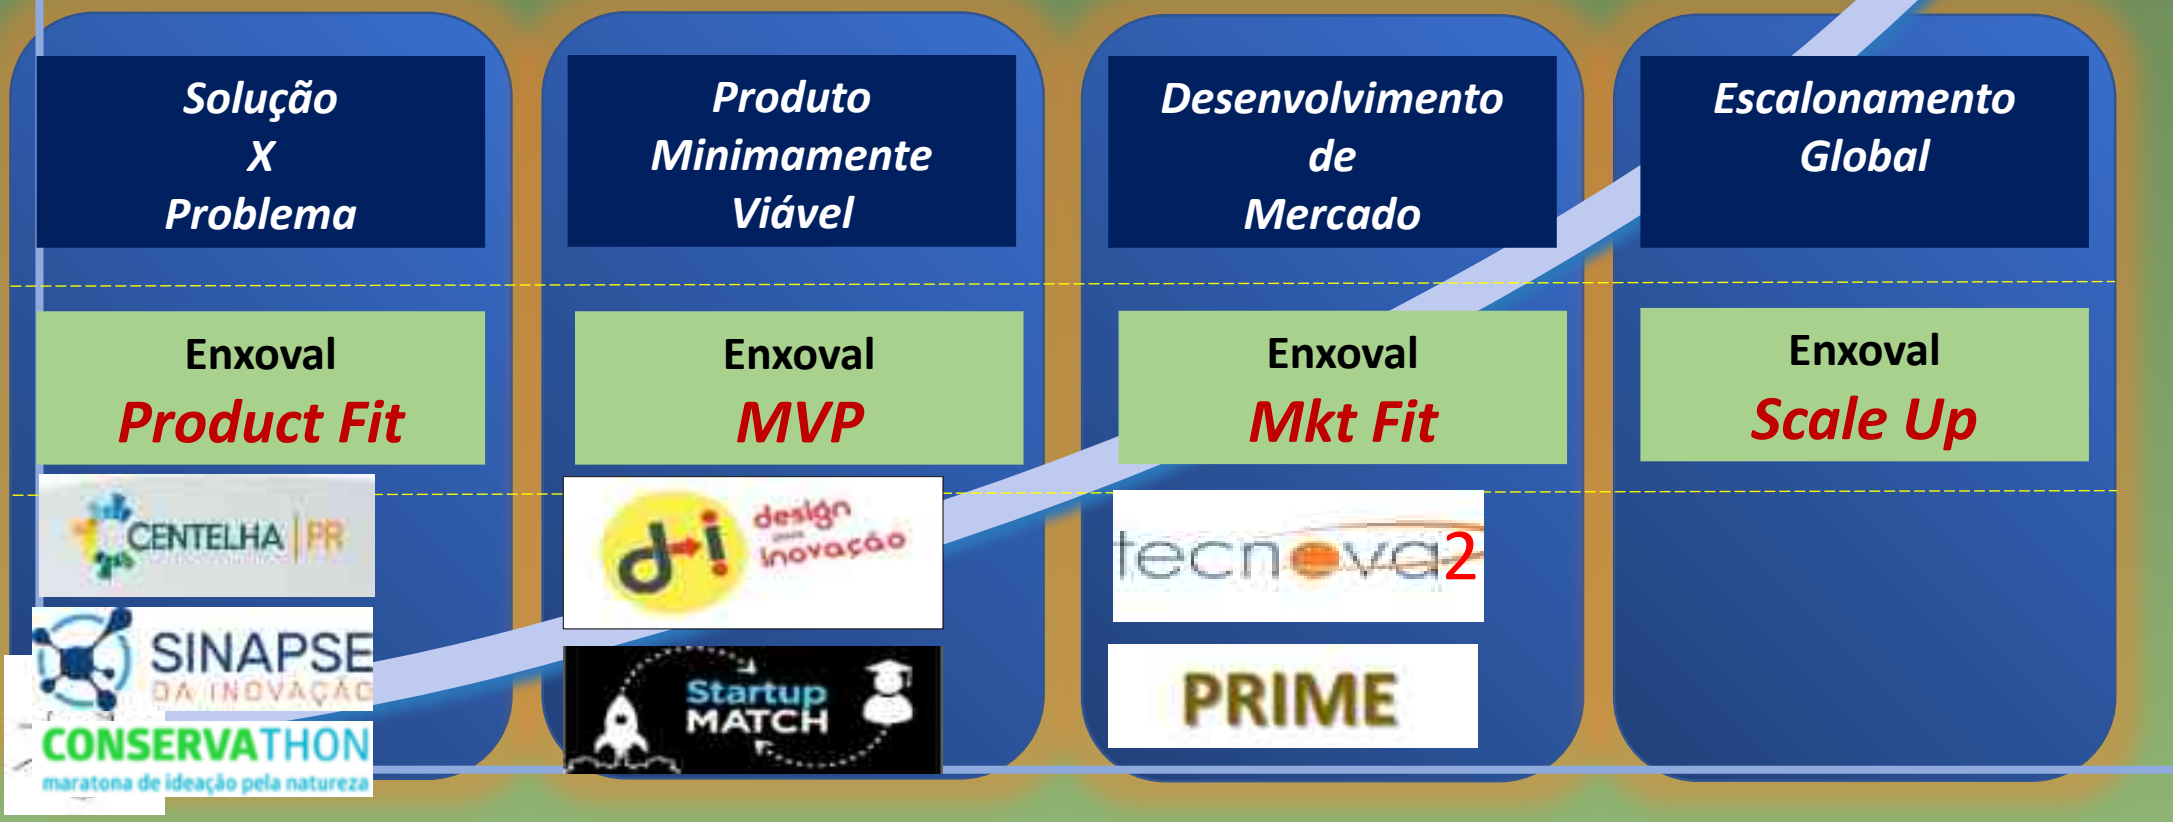 Solução
X
Problema
Enxoval
Product Fit
CENTELHA PR
SINAPSE
DA INOVAÇÃO
CONSERVATHON
maratona de ideação pela natureza
Produto
Minimamente
Viável
Enxoval
MVP
d→i
design
inovação
Startup
MATCH
Desenvolvimento
de
Mercado
Enxoval
Mkt Fit
tecnova2
PRIME
Escalonamento
Global
Enxoval
Scale Up